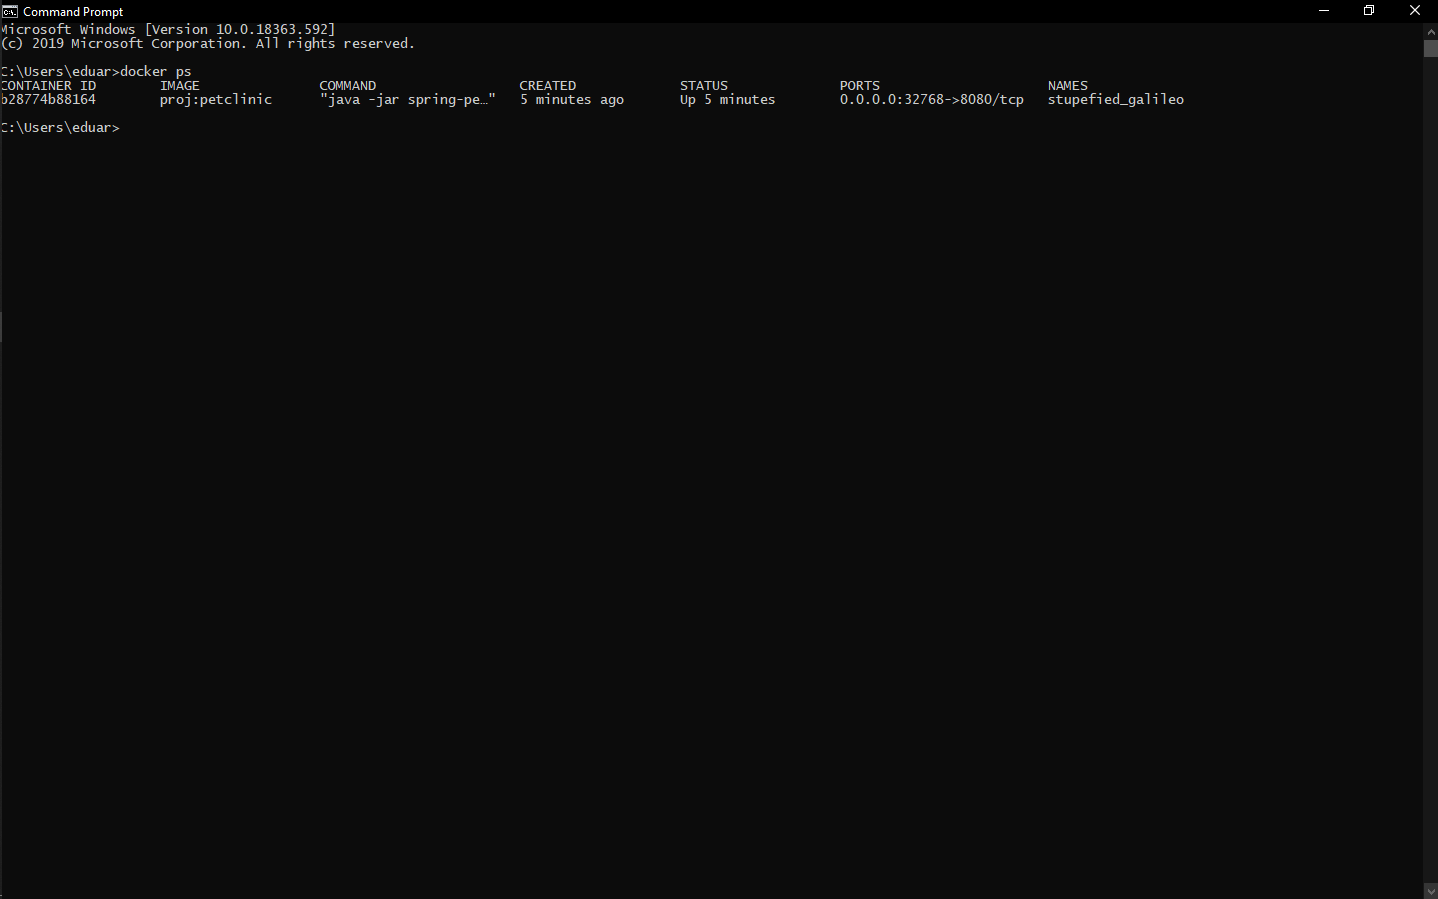 Command Prompt
Microsoft Windows [Version 10.0.18363.592]
(c) 2019 Microsoft Corporation. All rights reserved.
C:\Users\eduar>docker ps
CONTAINER ID        IMAGE               COMMAND                  CREATED             STATUS              PORTS                     NAMES
b28774b88164        proj:petclinic      "java -jar spring-pe…"   5 minutes ago       Up 5 minutes        0.0.0.0:32768->8080/tcp   stupefied_galileo
C:\Users\eduar>